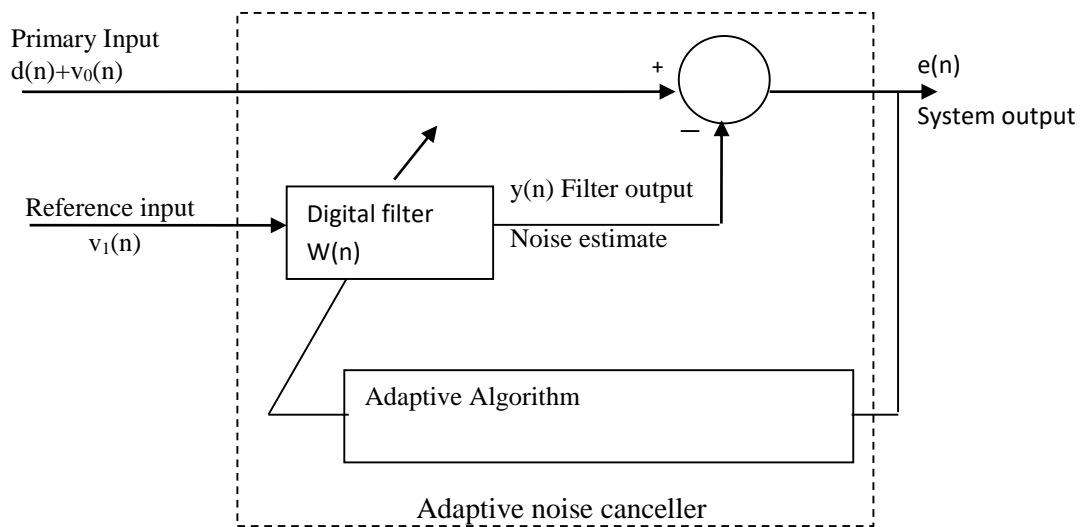 Primary Input
d(n)+v₀(n)
+
e(n)
System output
_
Reference input
v₁(n)
Digital filter
W(n)
y(n) Filter output
Noise estimate
Adaptive Algorithm
Adaptive noise canceller